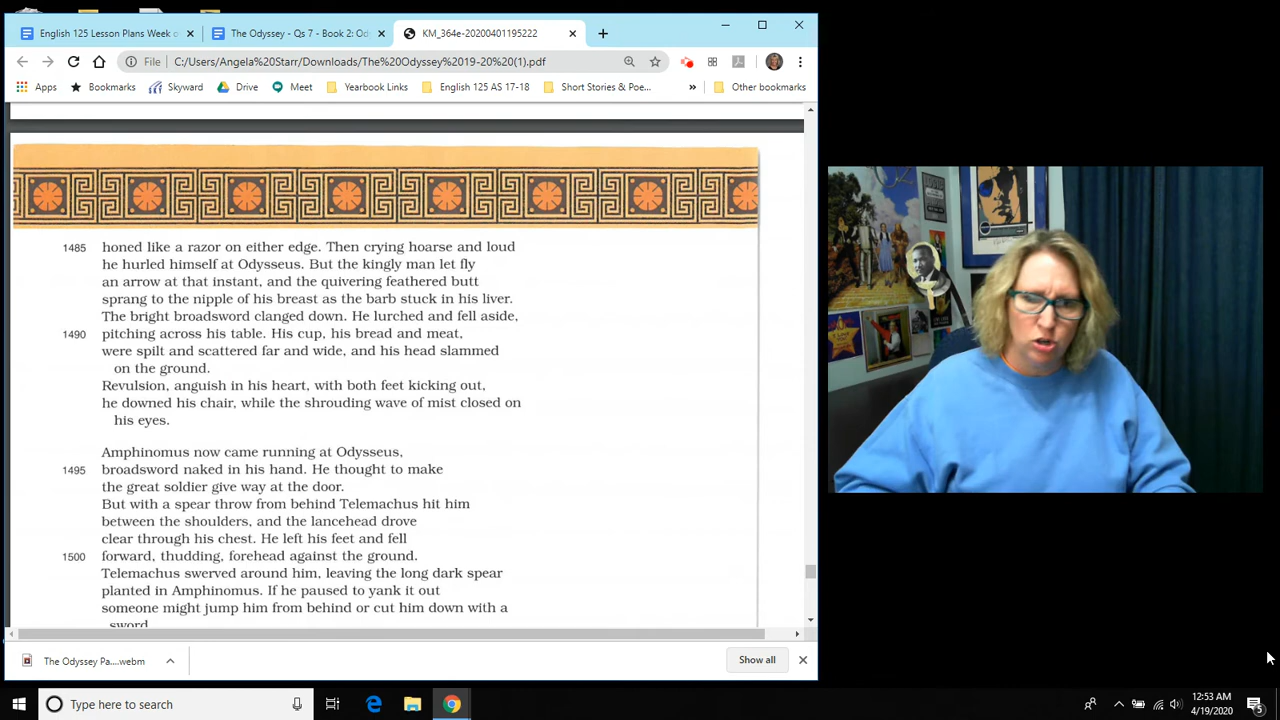 English 125 Lesson Plans Week o
The Odyssey - Qs 7 - Book 2: Od
KM_364e-20200401195222
File
C:/Users/Angela%20Starr/Downloads/The%20Odyssey%2019-20%20(1).pdf
Apps
Bookmarks
Skyward
Drive
Meet
Yearbook Links
English 125 AS 17-18
Short Stories & Poe...
»
Other bookmarks
1485 honed like a razor on either edge. Then crying hoarse and loud
he hurled himself at Odysseus. But the kingly man let fly
an arrow at that instant, and the quivering feathered butt
sprang to the nipple of his breast as the barb stuck in his liver.
The bright broadsword clanged down. He lurched and fell aside,
1490 pitching across his table. His cup, his bread and meat,
were spilt and scattered far and wide, and his head slammed
on the ground.
Revulsion, anguish in his heart, with both feet kicking out,
he downed his chair, while the shrouding wave of mist closed on
his eyes.
Amphinomus now came running at Odysseus,
1495 broadsword naked in his hand. He thought to make
the great soldier give way at the door.
But with a spear throw from behind Telemachus hit him
between the shoulders, and the lancehead drove
clear through his chest. He left his feet and fell
1500 forward, thudding, forehead against the ground.
Telemachus swerved around him, leaving the long dark spear
planted in Amphinomus. If he paused to yank it out
someone might jump him from behind or cut him down with a
sword
The Odyssey Pa....webm
Show all
Type here to search
12:53 AM
4/19/2020
5